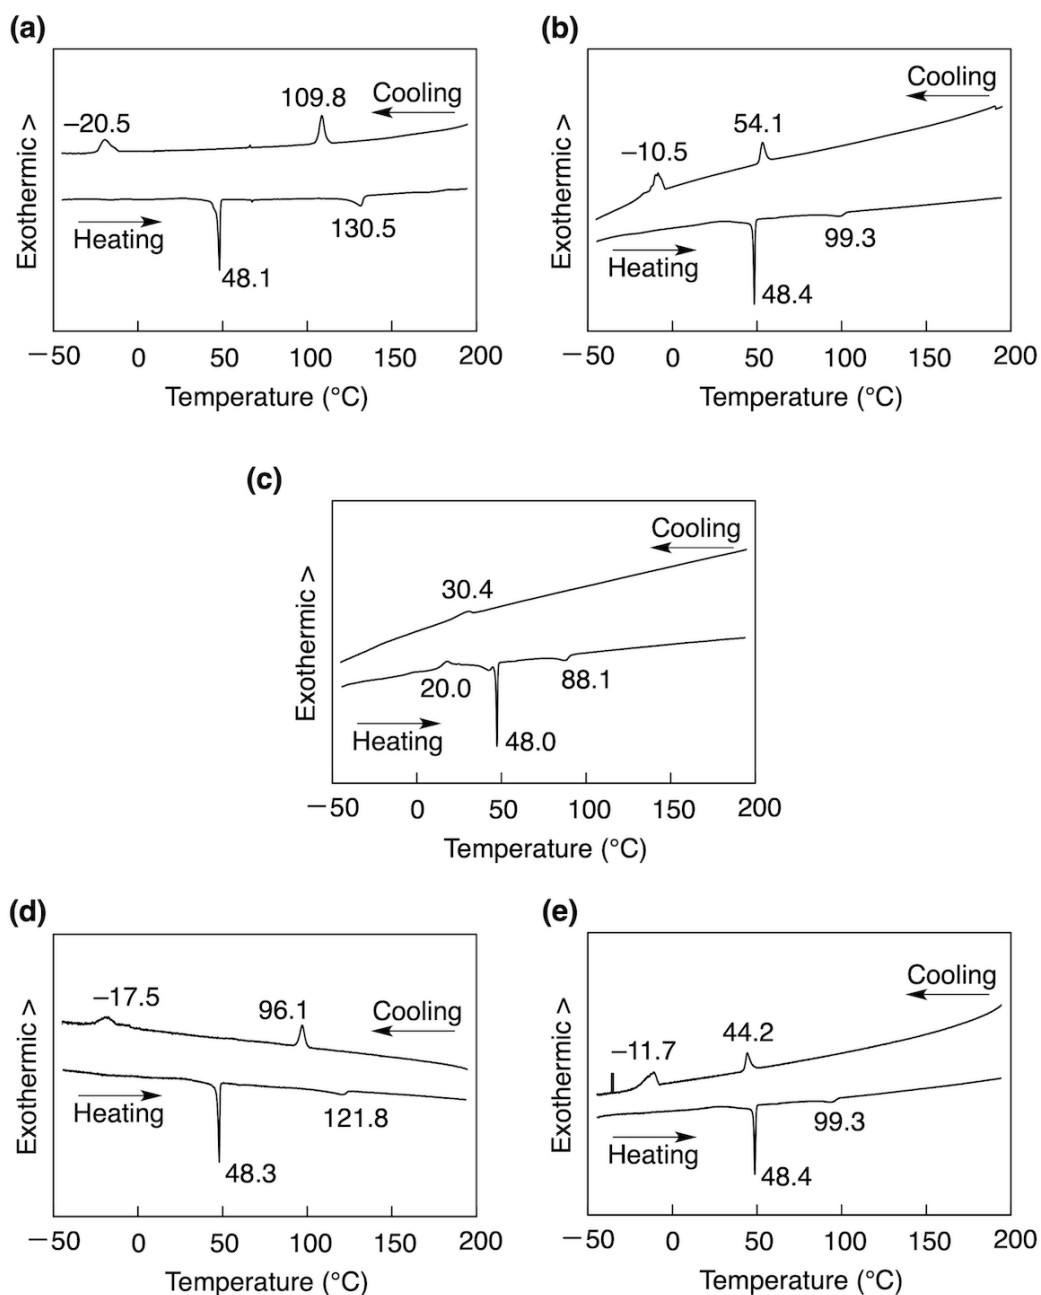 (a)
Exothermic >
−20.5
109.8
Cooling
Heating
48.1
130.5
−50 0 50 100 150 200
Temperature (°C)
(b)
Exothermic >
−10.5
54.1
Cooling
Heating
48.4
99.3
−50 0 50 100 150 200
Temperature (°C)
(c)
Exothermic >
30.4
Cooling
20.0
88.1
Heating
48.0
−50 0 50 100 150 200
Temperature (°C)
(d)
Exothermic >
−17.5
96.1
Cooling
Heating
121.8
48.3
−50 0 50 100 150 200
Temperature (°C)
(e)
Exothermic >
−11.7
44.2
Cooling
Heating
99.3
48.4
−50 0 50 100 150 200
Temperature (°C)